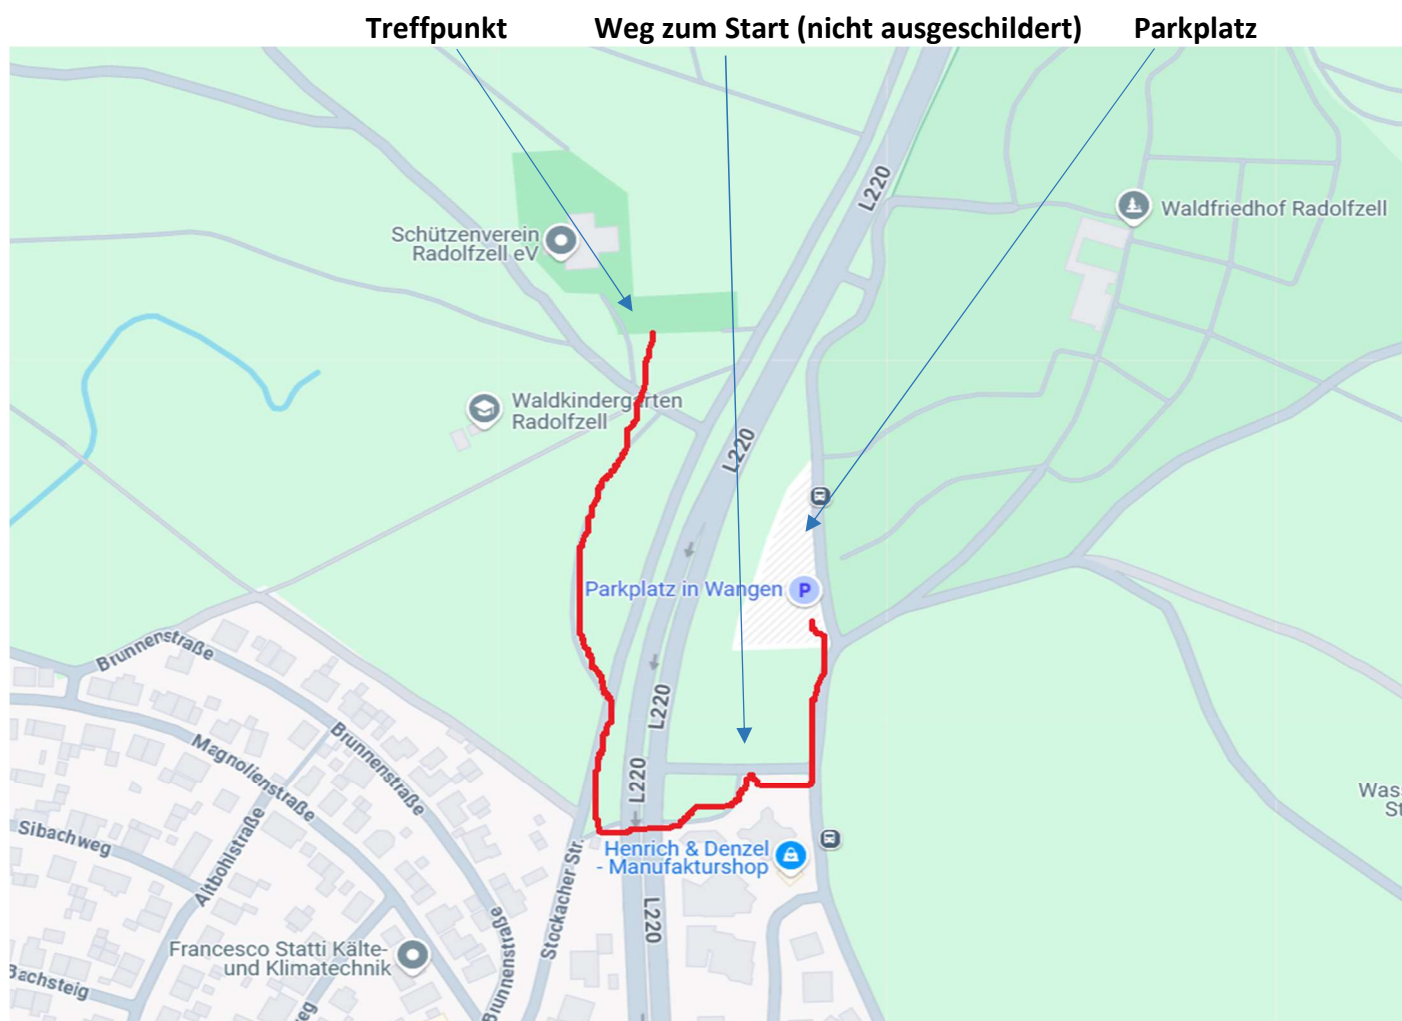 Treffpunkt
Weg zum Start (nicht ausgeschildert)
Parkplatz
L220
Waldfriedhof Radolfzell
Schützenverein
Radolfzell eV
Waldkindergarten
Radolfzell
L220
Parkplatz in Wangen
P
Brunnenstraße
L220
Magnolienstraße
Brunnenstraße
L220
Sibachweg
Altbohlstraße
Stockacher Str.
Henrich & Denzel
- Manufakturshop
L220
Francesco Statti Kälte-
und Klimatechnik
Brunnenstraße